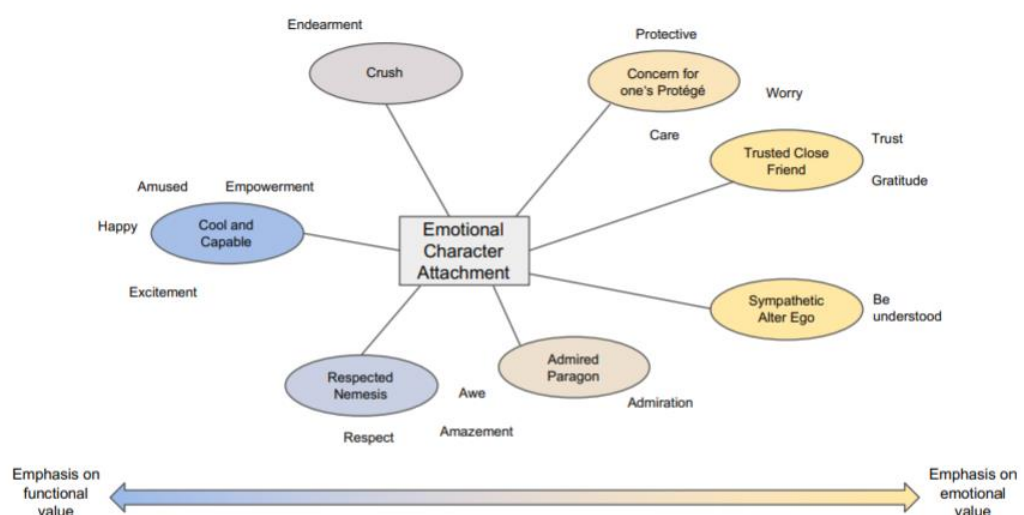 Endearment
Crush
Protective
Concern for
one's Protégé
Worry
Care
Trust
Trusted Close
Friend
Gratitude
Amused
Empowerment
Happy
Cool and
Capable
Excitement
Emotional
Character
Attachment
Sympathetic
Alter Ego
Be
understood
Admired
Paragon
Admiration
Respected
Nemesis
Awe
Respect
Amazement
Emphasis on
functional
value
Emphasis on
emotional
value